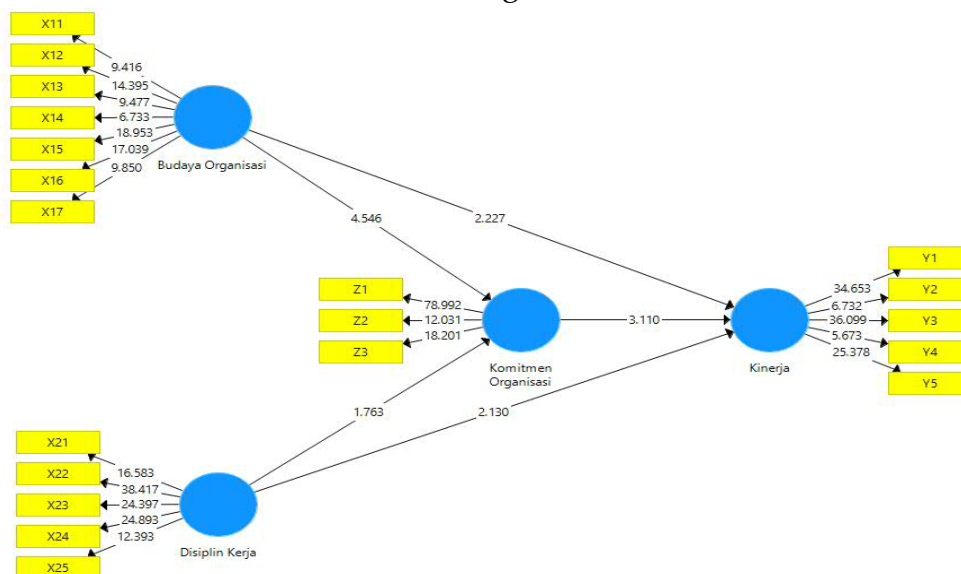 X11
X12
X13
X14
X15
X16
X17
9.416
14.395
9.477
6.733
18.953
17.039
9.850
Budaya Organisasi
4.546
2.227
Z1
Z2
Z3
78.992
12.031
18.201
Komitmen
Organisasi
3.110
Kinerja
34.653
6.732
36.099
5.673
25.378
Y1
Y2
Y3
Y4
Y5
1.763
2.130
X21
X22
X23
X24
X25
16.583
38.417
24.397
24.893
12.393
Disiplin Kerja